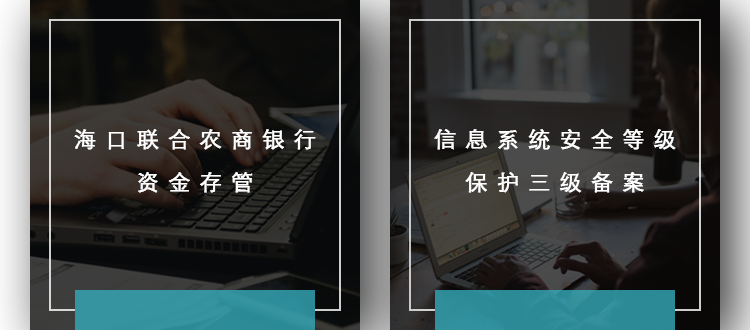 海口联合农商银行
资金存管
信息系统安全等级
保护三级备案